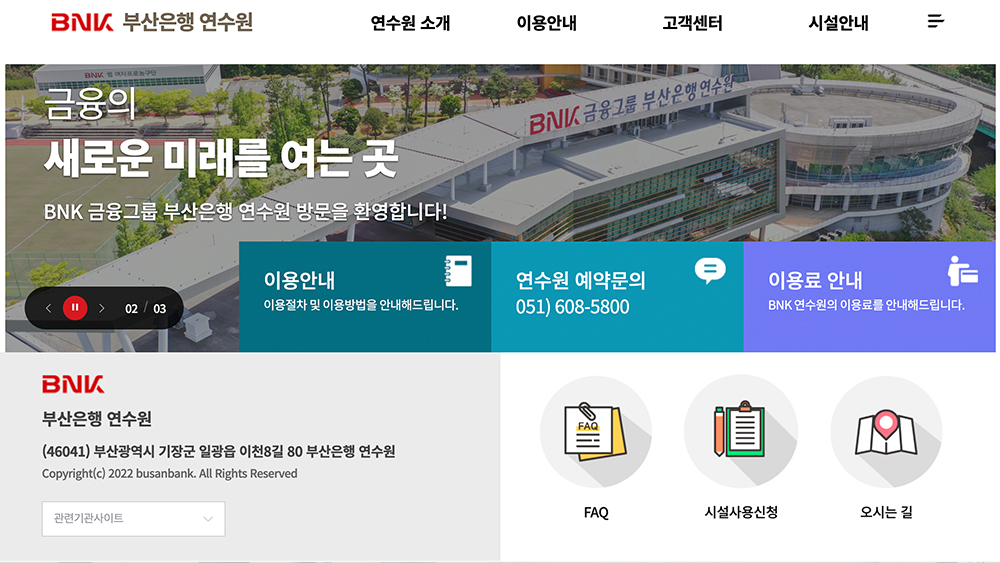 BNK 부산은행 연수원
연수원 소개
이용안내
고객센터
시설안내
BNK 썸 여자프로농구단
BNK 금융그룹 부산은행연수원
금융의
새로운 미래를 여는 곳
BNK 금융그룹 부산은행 연수원 방문을 환영합니다!
02 / 03
이용안내
이용절차 및 이용방법을 안내해드립니다.
연수원 예약문의
051) 608-5800
이용료 안내
BNK 연수원의 이용료를 안내해드립니다.
BNK
부산은행 연수원
(46041) 부산광역시 기장군 일광읍 이천8길 80 부산은행 연수원
Copyright(c) 2022 busanbank. All Rights Reserved
관련기관사이트
FAQ
FAQ
시설사용신청
오시는 길